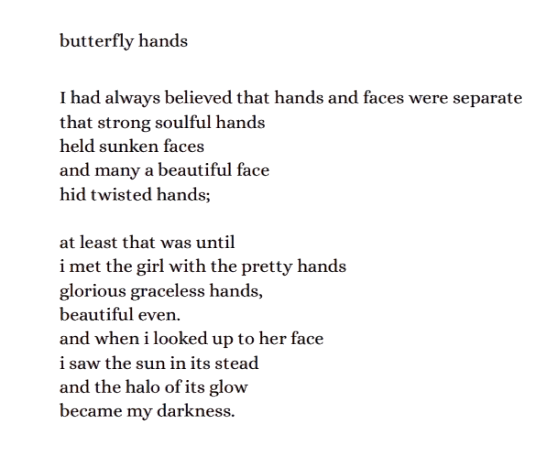 butterfly hands
I had always believed that hands and faces were separate
that strong soulful hands
held sunken faces
and many a beautiful face
hid twisted hands;
at least that was until
i met the girl with the pretty hands
glorious graceless hands,
beautiful even.
and when i looked up to her face
i saw the sun in its stead
and the halo of its glow
became my darkness.